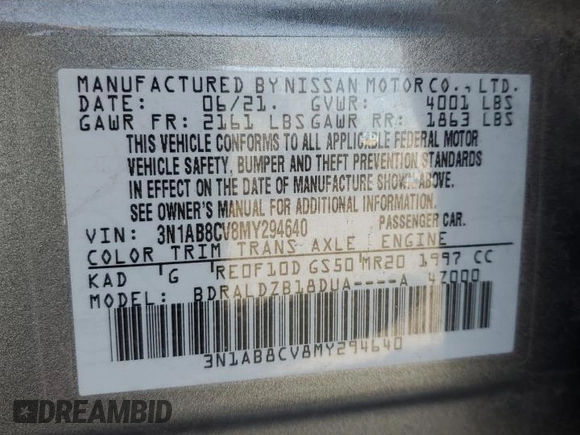 MANUFACTURED BY NISSAN MOTOR CO., LTD.
DATE: 06/21. GVWR: 4001 LBS
GAWR FR: 2161 LBS GAWR RR: 1863 LBS
THIS VEHICLE CONFORMS TO ALL APPLICABLE FEDERAL MOTOR
VEHICLE SAFETY, BUMPER AND THEFT PREVENTION STANDARDS
IN EFFECT ON THE DATE OF MANUFACTURE SHOWN ABOVE.
SEE OWNER'S MANUAL FOR ADDITIONAL INFORMATION.
VIN: 3N1AB8CV8MY294640 PASSENGER CAR.
COLOR TRIM TRANS AXLE ENGINE
KAD G RE0F10D GS50 MR20 1997 CC
MODEL: BDRALDZB18DUA----A 47000
3N1AB8CV8MY294640
DREAMBID